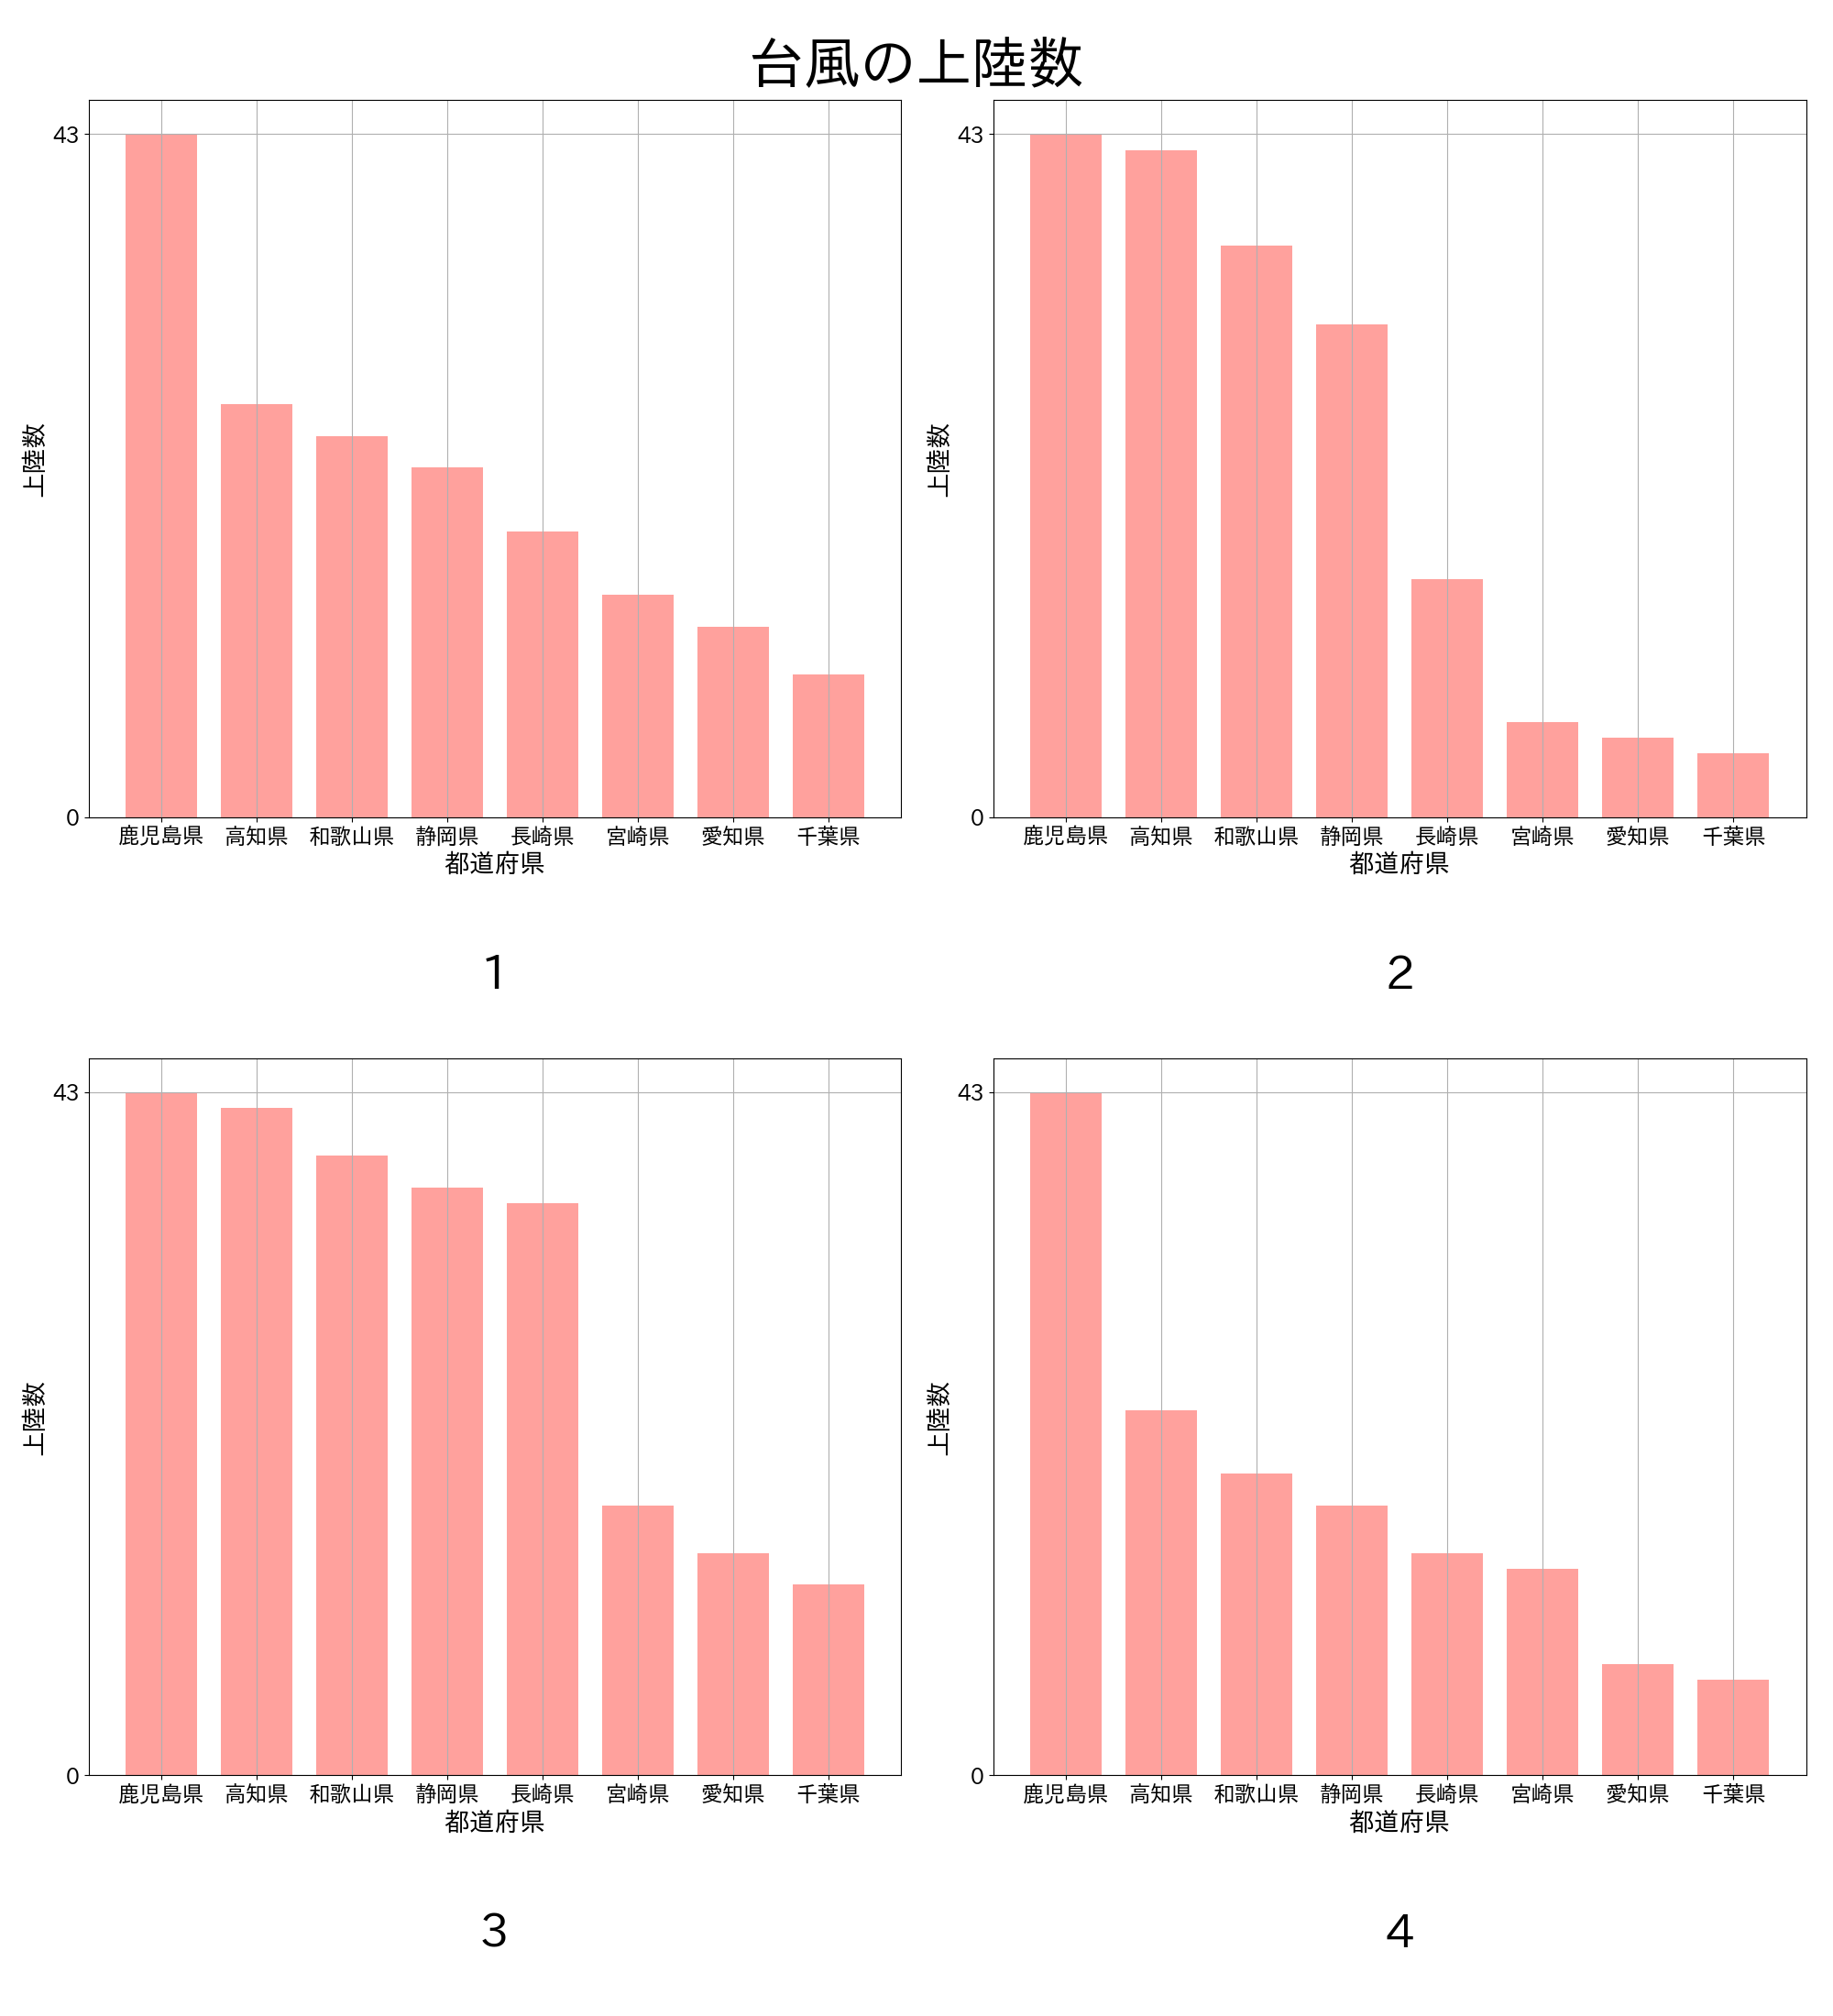 台風の上陸数
43
0
上陸数
鹿児島県 高知県 和歌山県 静岡県 長崎県 宮崎県 愛知県 千葉県
都道府県
1
43
0
上陸数
鹿児島県 高知県 和歌山県 静岡県 長崎県 宮崎県 愛知県 千葉県
都道府県
2
43
0
上陸数
鹿児島県 高知県 和歌山県 静岡県 長崎県 宮崎県 愛知県 千葉県
都道府県
3
43
0
上陸数
鹿児島県 高知県 和歌山県 静岡県 長崎県 宮崎県 愛知県 千葉県
都道府県
4